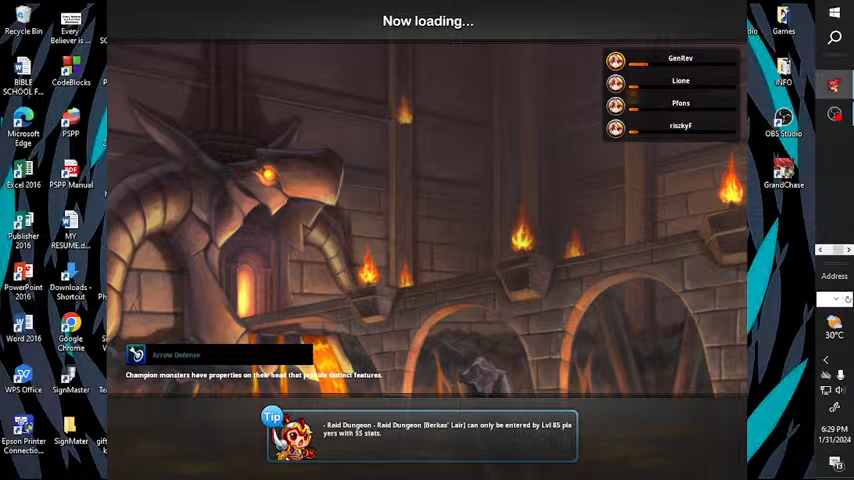 Now loading...
GenRev
Lione
Pfons
riszkyF
Arrow Defense
Champion monsters have properties on their head that provide distinct features.
Tip
- Raid Dungeon - Raid Dungeon [Berkas' Lair] can only be entered by Lvl 85 pla
yers with SS stats.
Recycle Bin
Every
Believer is ...
BIBLE
SCHOOL F...
CodeBlocks
Microsoft
Edge
PSPP
Excel 2016
PSPP Manual
Publisher
2016
MY
RESUME.d...
PowerPoint
2016
Downloads -
Shortcut
Word 2016
Google
Chrome
WPS Office
SignMaster
Epson Printer
Connectio...
SignMater
Games
INFO
OBS Studio
GrandChase
Address
30°C
6:29 PM
1/31/2024